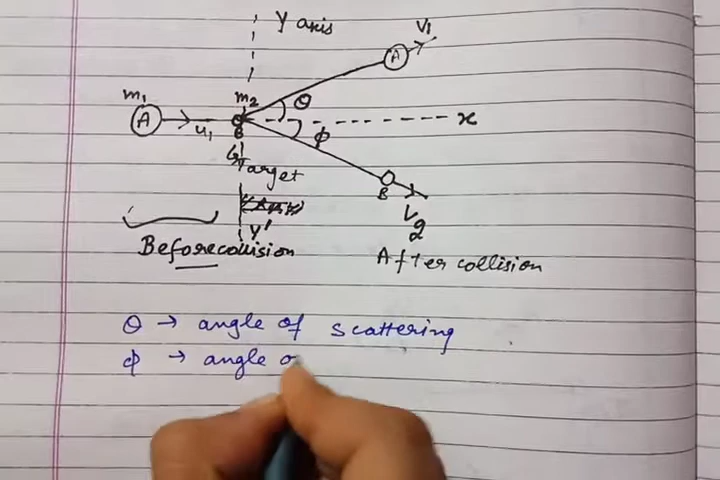 Y axis
V1
A
m1
m2
θ
A
u1
B
x
ϕ
Target
B
V2
Y'
Before collision
After collision
θ → angle of scattering
ϕ → angle o